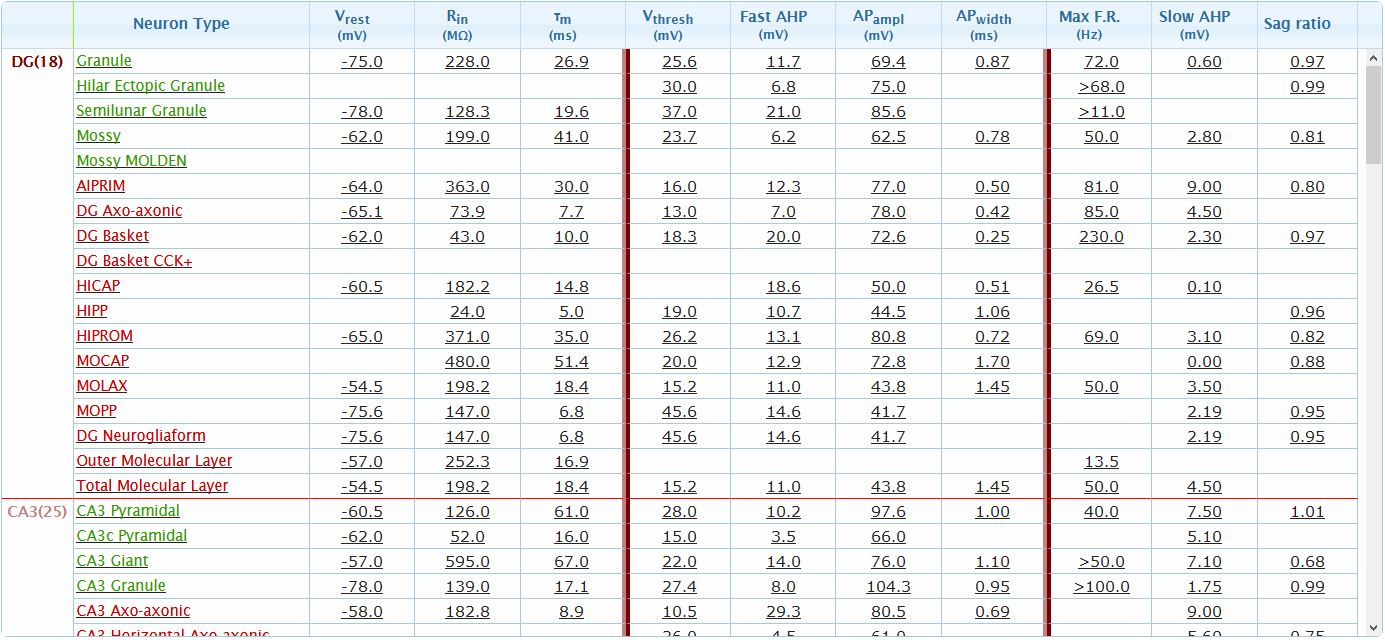 Neuron Type Vrest (mV) Rin (MΩ) τm (ms) Vthresh (mV) Fast AHP (mV) APampl (mV) APwidth (ms) Max F.R. (Hz) Slow AHP (mV) Sag ratio
DG(18) Granule -75.0 228.0 26.9 25.6 11.7 69.4 0.87 72.0 0.60 0.97
Hilar Ectopic Granule 30.0 6.8 75.0 >68.0 0.99
Semilunar Granule -78.0 128.3 19.6 37.0 21.0 85.6 >11.0
Mossy -62.0 199.0 41.0 23.7 6.2 62.5 0.78 50.0 2.80 0.81
Mossy MOLDEN
AIPRIM -64.0 363.0 30.0 16.0 12.3 77.0 0.50 81.0 9.00 0.80
DG Axo-axonic -65.1 73.9 7.7 13.0 7.0 78.0 0.42 85.0 4.50
DG Basket -62.0 43.0 10.0 18.3 20.0 72.6 0.25 230.0 2.30 0.97
DG Basket CCK+
HICAP -60.5 182.2 14.8 18.6 50.0 0.51 26.5 0.10
HIPP 24.0 5.0 19.0 10.7 44.5 1.06 0.96
HIPROM -65.0 371.0 35.0 26.2 13.1 80.8 0.72 69.0 3.10 0.82
MOCAP 480.0 51.4 20.0 12.9 72.8 1.70 0.00 0.88
MOLAX -54.5 198.2 18.4 15.2 11.0 43.8 1.45 50.0 3.50
MOPP -75.6 147.0 6.8 45.6 14.6 41.7 2.19 0.95
DG Neurogliaform -75.6 147.0 6.8 45.6 14.6 41.7 2.19 0.95
Outer Molecular Layer -57.0 252.3 16.9 13.5
Total Molecular Layer -54.5 198.2 18.4 15.2 11.0 43.8 1.45 50.0 4.50
CA3(25) CA3 Pyramidal -60.5 126.0 61.0 28.0 10.2 97.6 1.00 40.0 7.50 1.01
CA3c Pyramidal -62.0 52.0 16.0 15.0 3.5 66.0 5.10
CA3 Giant -57.0 595.0 67.0 22.0 14.0 76.0 1.10 >50.0 7.10 0.68
CA3 Granule -78.0 139.0 17.1 27.4 8.0 104.3 0.95 >100.0 1.75 0.99
CA3 Axo-axonic -58.0 182.8 8.9 10.5 29.3 80.5 0.69 9.00
CA3 Horizontal Axo-axonic